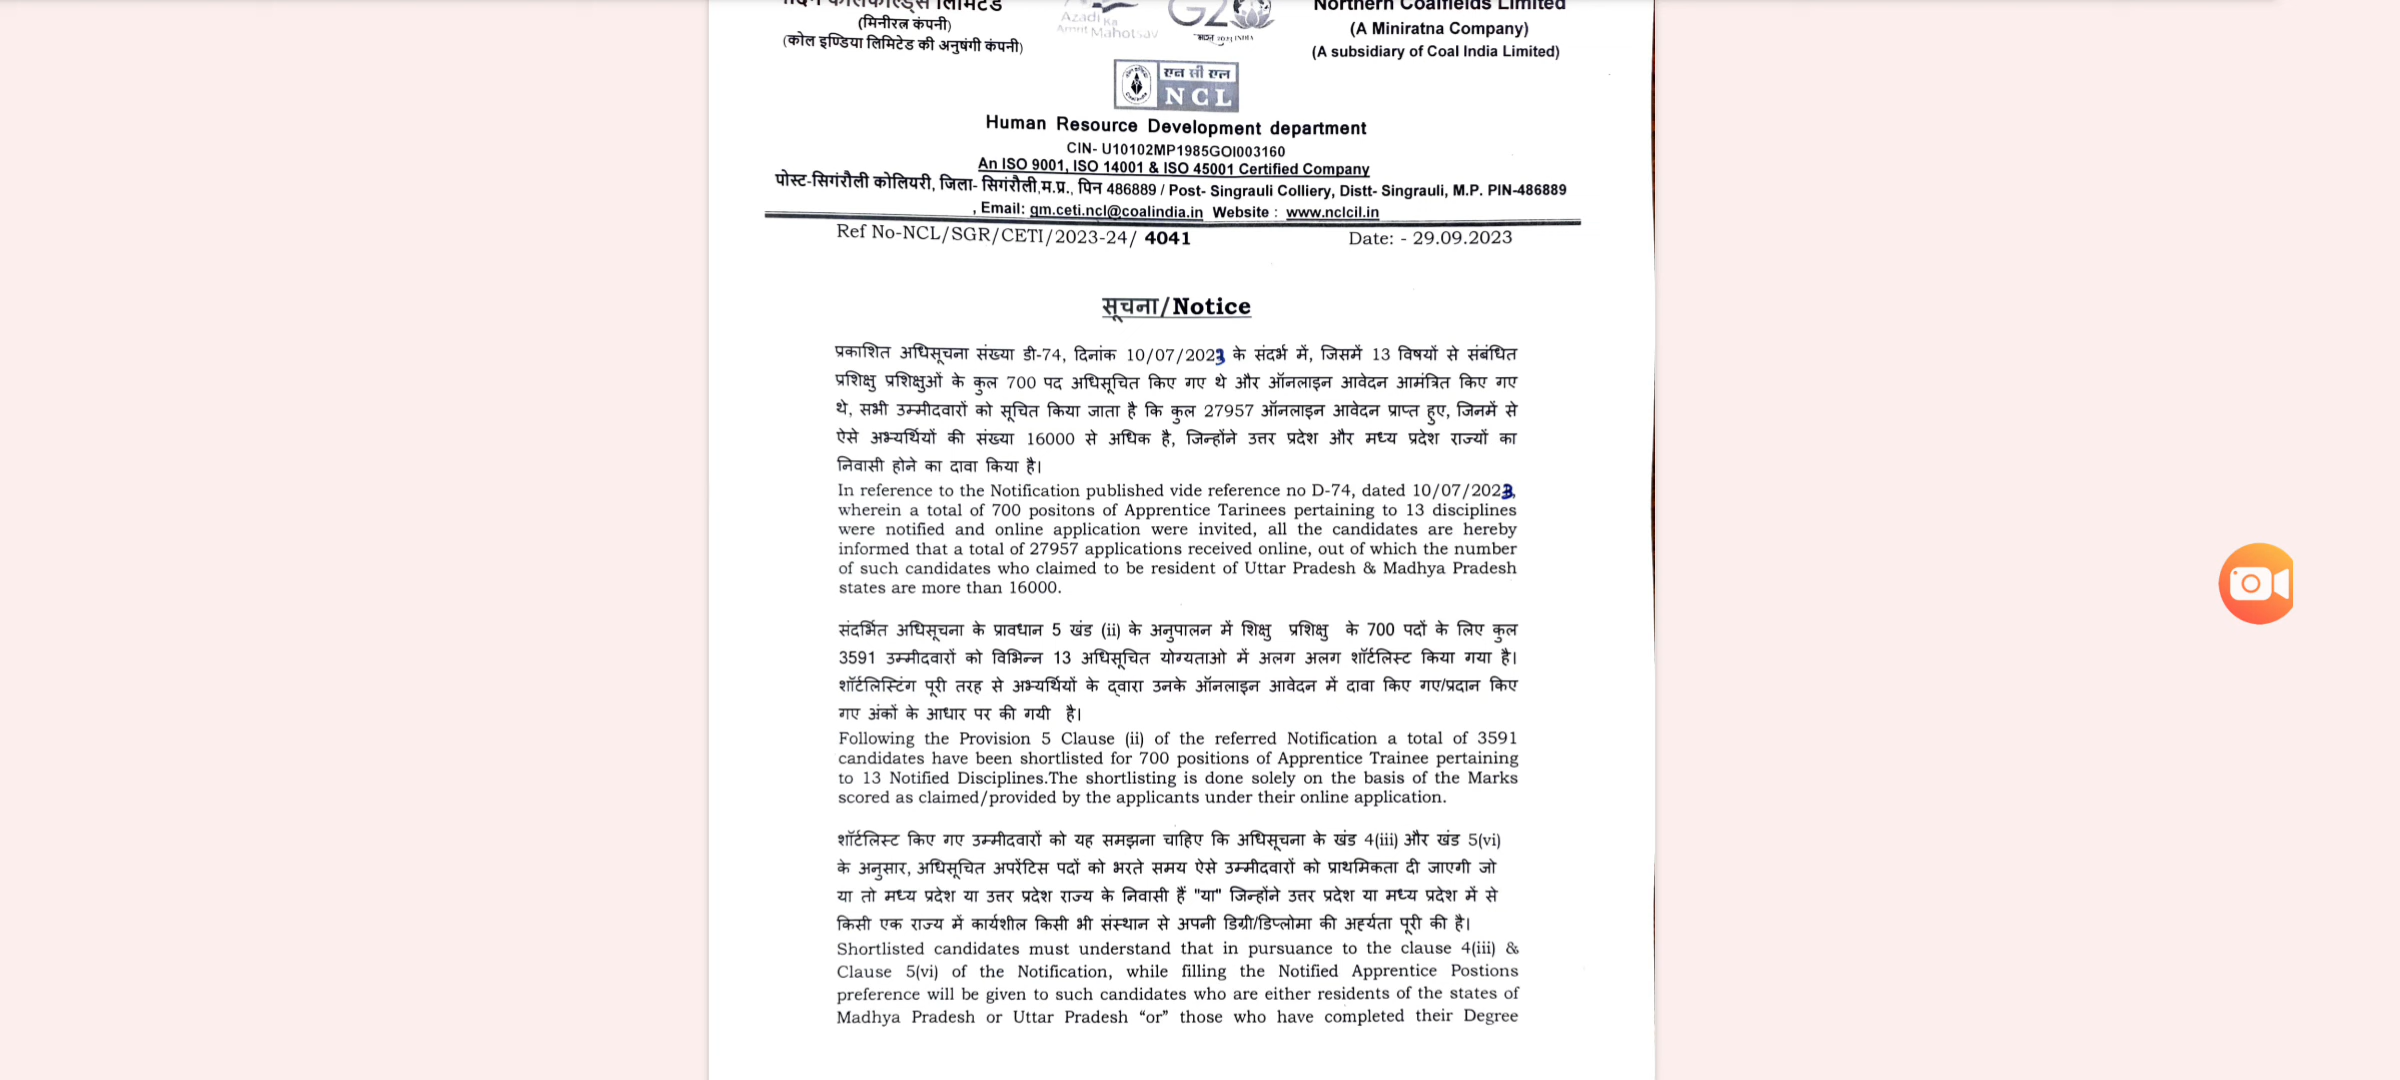 Northern Coalfields Limited
(मिनीरत्न कंपनी)
(A Miniratna Company)
(कोल इण्डिया लिमिटेड की अनुषंगी कंपनी)
(A subsidiary of Coal India Limited)
Azadi Ka
Amrit Mahotsav
एन सी एल
NCL
Human Resource Development department
CIN- U10102MP1985GOI003160
An ISO 9001, ISO 14001 & ISO 45001 Certified Company
पोस्ट-सिगंरौली कोलियरी, जिला- सिगंरौली,म.प्र., पिन 486889 / Post- Singrauli Colliery, Distt- Singrauli, M.P. PIN-486889
, Email: gm.ceti.ncl@coalindia.in Website : www.nclcil.in
Ref No-NCL/SGR/CETI/2023-24/ 4041 Date: - 29.09.2023
सूचना/Notice
प्रकाशित अधिसूचना संख्या डी-74, दिनांक 10/07/2023 के संदर्भ में, जिसमें 13 विषयों से संबंधित
प्रशिक्षु प्रशिक्षुओं के कुल 700 पद अधिसूचित किए गए थे और ऑनलाइन आवेदन आमंत्रित किए गए
थे, सभी उम्मीदवारों को सूचित किया जाता है कि कुल 27957 ऑनलाइन आवेदन प्राप्त हुए, जिनमें से
ऐसे अभ्यर्थियों की संख्या 16000 से अधिक है, जिन्होंने उत्तर प्रदेश और मध्य प्रदेश राज्यों का
निवासी होने का दावा किया है।
In reference to the Notification published vide reference no D-74, dated 10/07/2023,
wherein a total of 700 positons of Apprentice Tarinees pertaining to 13 disciplines
were notified and online application were invited, all the candidates are hereby
informed that a total of 27957 applications received online, out of which the number
of such candidates who claimed to be resident of Uttar Pradesh & Madhya Pradesh
states are more than 16000.
संदर्भित अधिसूचना के प्रावधान 5 खंड (ii) के अनुपालन में शिक्षु प्रशिक्षु के 700 पदों के लिए कुल
3591 उम्मीदवारों को विभिन्न 13 अधिसूचित योग्यताओ में अलग अलग शॉर्टलिस्ट किया गया है।
शॉर्टलिस्टिंग पूरी तरह से अभ्यर्थियों के द्वारा उनके ऑनलाइन आवेदन में दावा किए गए/प्रदान किए
गए अंकों के आधार पर की गयी है।
Following the Provision 5 Clause (ii) of the referred Notification a total of 3591
candidates have been shortlisted for 700 positions of Apprentice Trainee pertaining
to 13 Notified Disciplines.The shortlisting is done solely on the basis of the Marks
scored as claimed/provided by the applicants under their online application.
शॉर्टलिस्ट किए गए उम्मीदवारों को यह समझना चाहिए कि अधिसूचना के खंड 4(iii) और खंड 5(vi)
के अनुसार, अधिसूचित अपरेंटिस पदों को भरते समय ऐसे उम्मीदवारों को प्राथमिकता दी जाएगी जो
या तो मध्य प्रदेश या उत्तर प्रदेश राज्य के निवासी हैं "या" जिन्होंने उत्तर प्रदेश या मध्य प्रदेश में से
किसी एक राज्य में कार्यशील किसी भी संस्थान से अपनी डिग्री/डिप्लोमा की अहर्यता पूरी की है।
Shortlisted candidates must understand that in pursuance to the clause 4(iii) &
Clause 5(vi) of the Notification, while filling the Notified Apprentice Postions
preference will be given to such candidates who are either residents of the states of
Madhya Pradesh or Uttar Pradesh “or” those who have completed their Degree